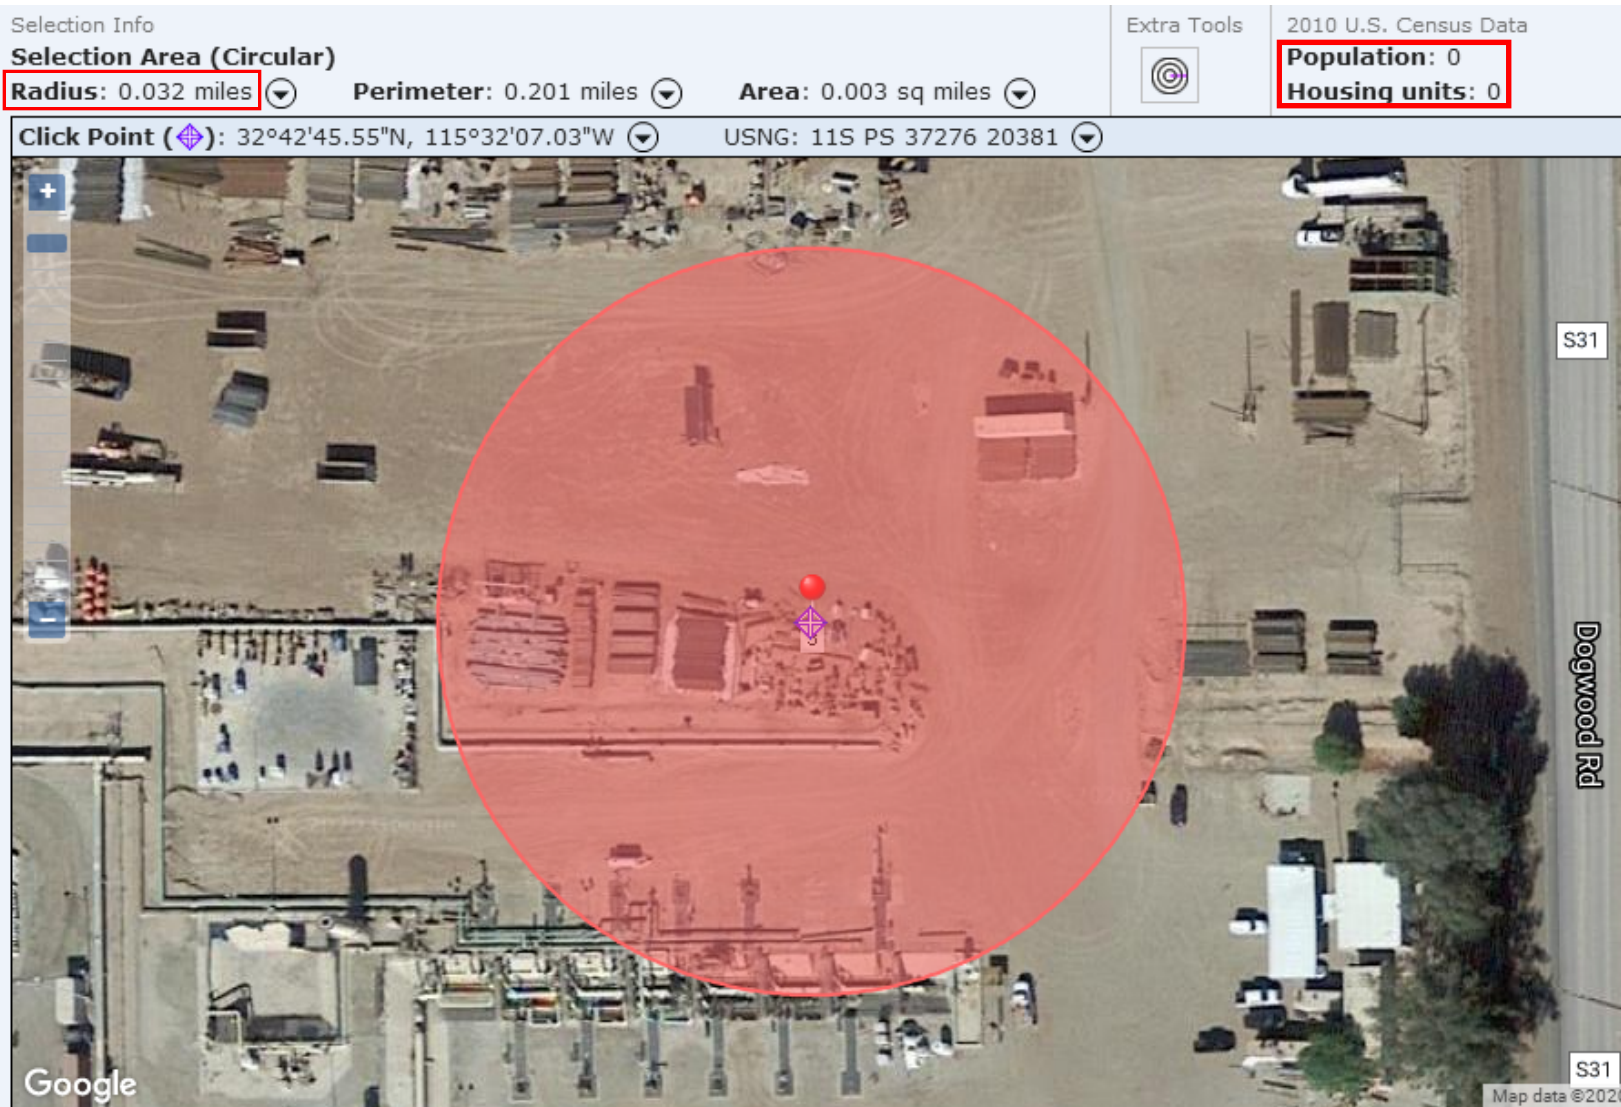 Selection Info
Selection Area (Circular)
Radius: 0.032 miles Perimeter: 0.201 miles Area: 0.003 sq miles
Extra Tools
2010 U.S. Census Data
Population: 0
Housing units: 0
Click Point ( ): 32°42'45.55"N, 115°32'07.03"W USNG: 11S PS 37276 20381
+
S31
−
Dogwood Rd
S31
Google
Map data ©202